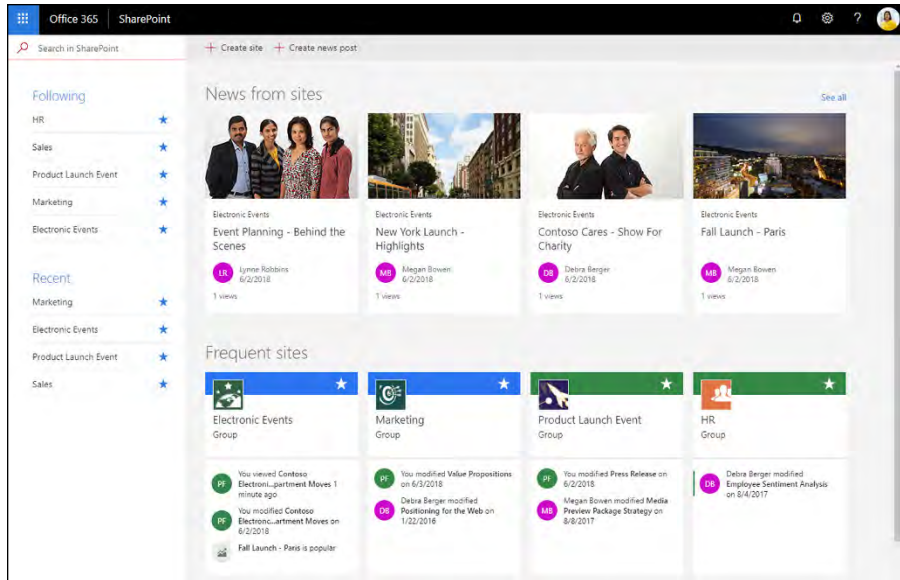 Office 365
SharePoint
?
Search in SharePoint
Create site
Create news post
Following
HR
Sales
Product Launch Event
Marketing
Electronic Events
Recent
Marketing
Electronic Events
Product Launch Event
Sales
News from sites
See all
Electronic Events
Event Planning - Behind the
Scenes
LR
Lynne Robbins
6/2/2018
1 views
Electronic Events
New York Launch -
Highlights
MB
Megan Bowen
6/2/2018
1 views
Electronic Events
Contoso Cares - Show For
Charity
DB
Debra Berger
6/2/2018
1 views
Electronic Events
Fall Launch - Paris
MB
Megan Bowen
6/2/2018
1 views
Frequent sites
Electronic Events
Group
PF
You viewed Contoso
Electroni...partment Moves 1
minute ago
PF
You modified Contoso
Electronc...artment Moves on
6/2/2018
Fall Launch - Paris is popular
Marketing
Group
PF
You modified Value Propositions
on 6/3/2018
DB
Debra Berger modified
Positioning for the Web on
1/22/2016
Product Launch Event
Group
PF
You modified Press Release on
6/2/2018
MB
Megan Bowen modified Media
Preview Package Strategy on
8/8/2017
HR
Group
DB
Debra Berger modified
Employee Sentiment Analysis
on 8/4/2017